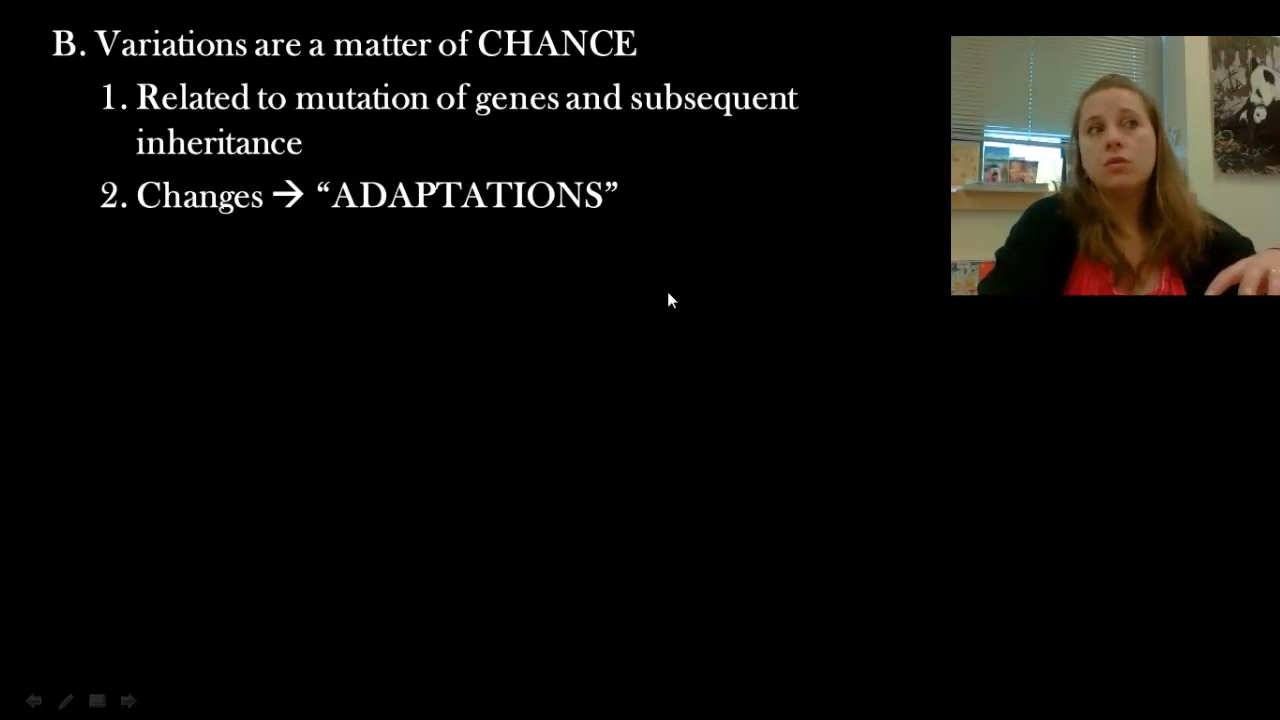 B. Variations are a matter of CHANCE
1. Related to mutation of genes and subsequent
inheritance
2. Changes → “ADAPTATIONS”